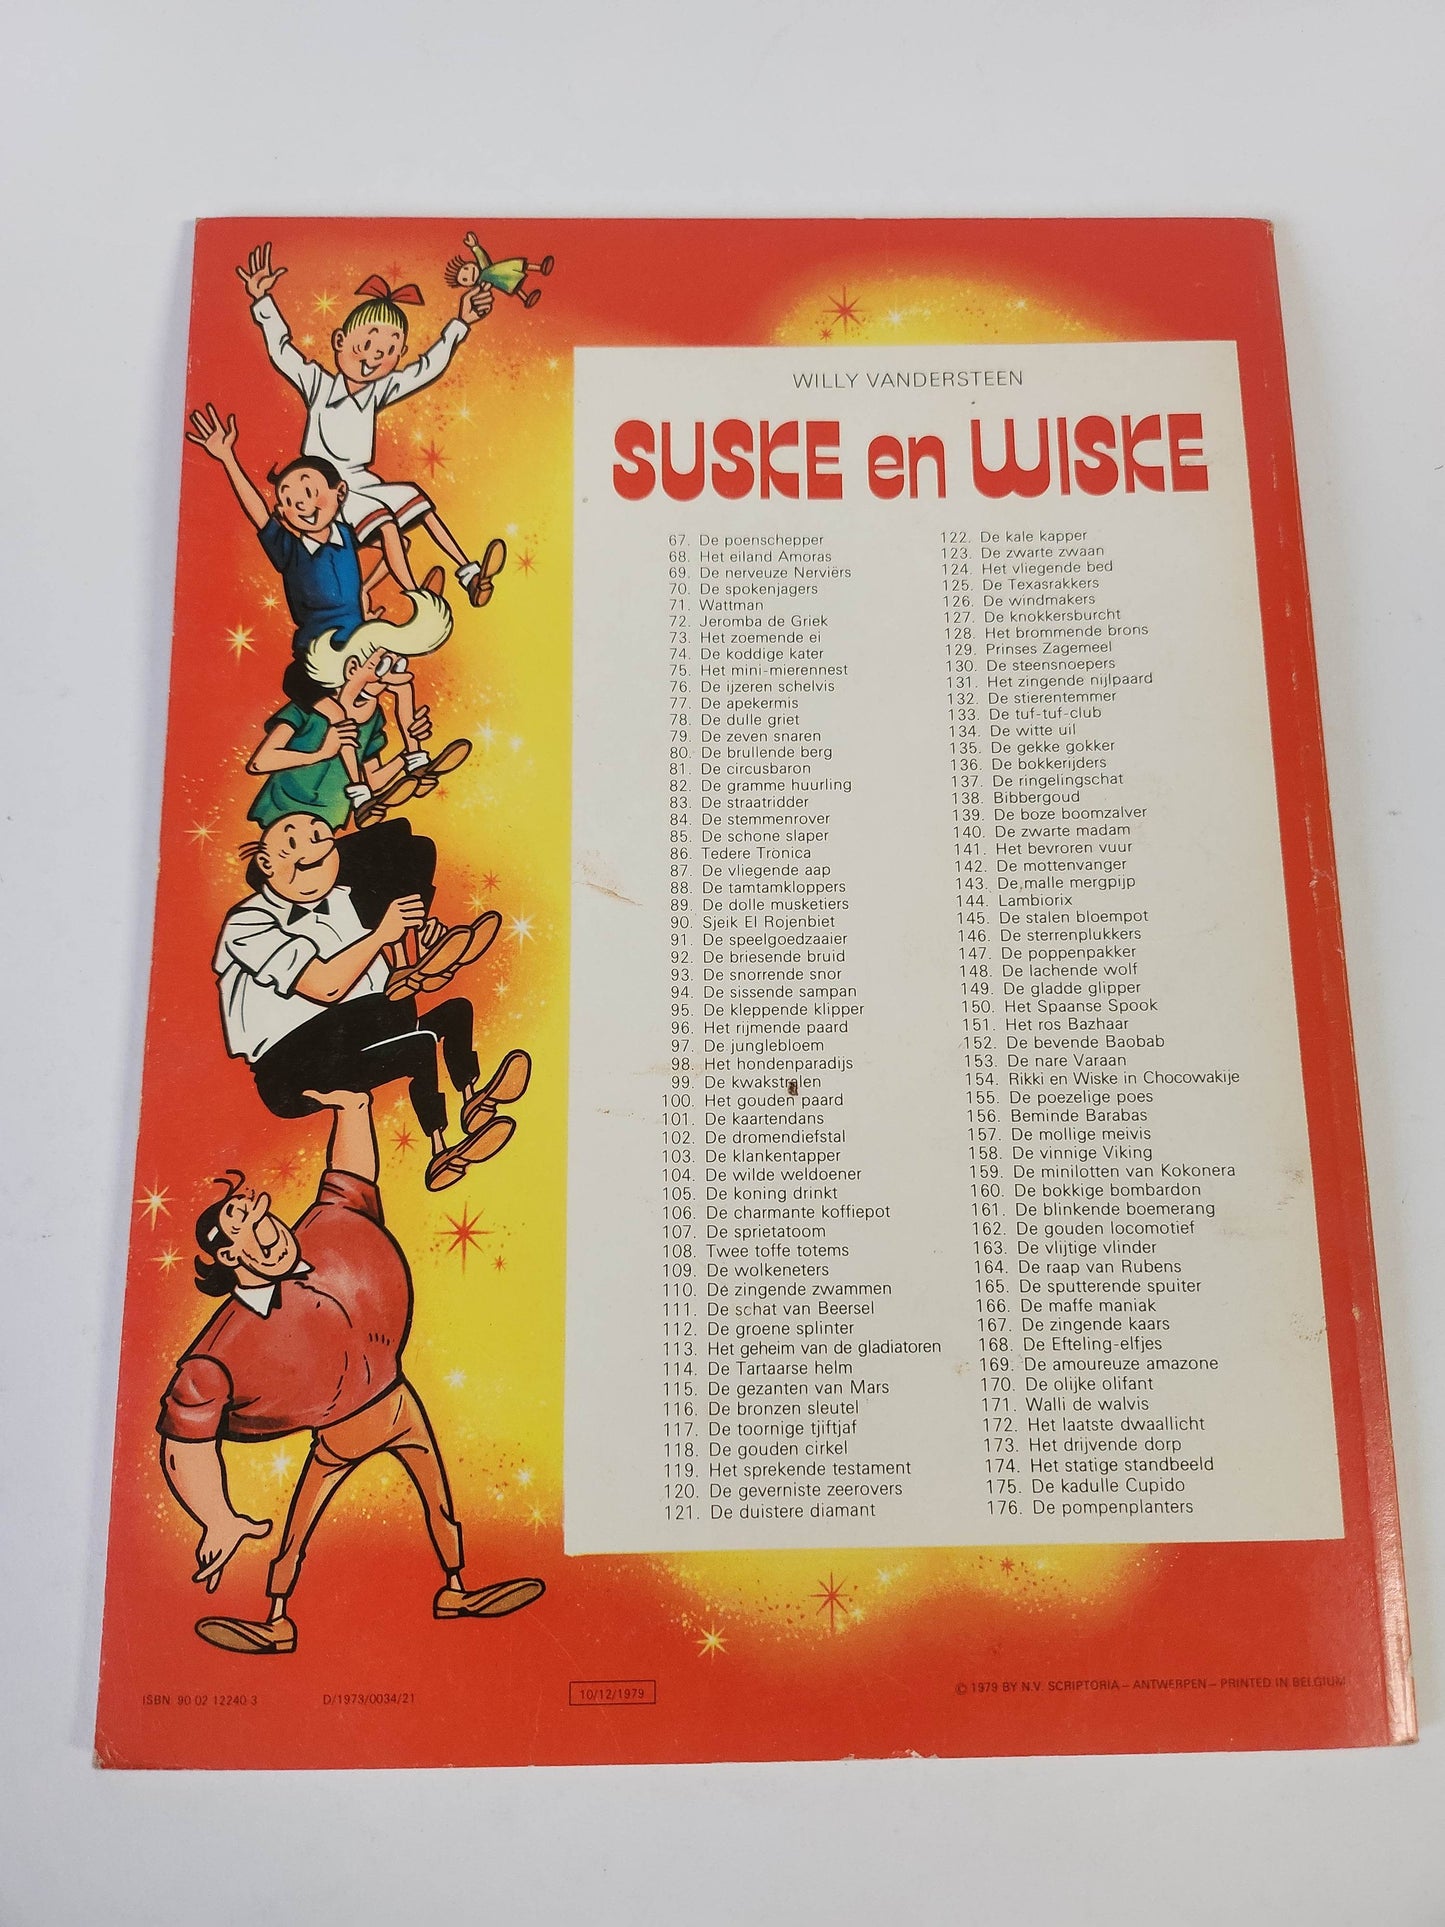 WILLY VANDERSTEEN
SUSKE en WISKE
67. De poenschepper
68. Het eiland Amoras
69. De nerveuze Nerviërs
70. De spokenjagers
71. Wattman
72. Jeromba de Griek
73. Het zoemende ei
74. De koddige kater
75. Het mini-mierennest
76. De ijzeren schelvis
77. De apekermis
78. De dulle griet
79. De zeven snaren
80. De brullende berg
81. De circusbaron
82. De gramme huurling
83. De straatridder
84. De stemmenrover
85. De schone slaper
86. Tedere Tronica
87. De vliegende aap
88. De tamtamkloppers
89. De dolle musketiers
90. Sjeik El Rojenbiet
91. De speelgoedzaaier
92. De briesende bruid
93. De snorrende snor
94. De sissende sampan
95. De kleppende klipper
96. Het rijmende paard
97. De junglebloem
98. Het hondenparadijs
99. De kwakstralen
100. Het gouden paard
101. De kaartendans
102. De dromendiefstal
103. De klankentapper
104. De wilde weldoener
105. De koning drinkt
106. De charmante koffiepot
107. De sprietatoom
108. Twee toffe totems
109. De wolkeneters
110. De zingende zwammen
111. De schat van Beersel
112. De groene splinter
113. Het geheim van de gladiatoren
114. De Tartaarse helm
115. De gezanten van Mars
116. De bronzen sleutel
117. De toornige tjiftjaf
118. De gouden cirkel
119. Het sprekende testament
120. De geverniste zeerovers
121. De duistere diamant
122. De kale kapper
123. De zwarte zwaan
124. Het vliegende bed
125. De Texasrakkers
126. De windmakers
127. De knokkersburcht
128. Het brommende brons
129. Prinses Zagemeel
130. De steensnoepers
131. Het zingende nijlpaard
132. De stierentemmer
133. De tuf-tuf-club
134. De witte uil
135. De gekke gokker
136. De bokkerijders
137. De ringelingschat
138. Bibbergoud
139. De boze boomzalver
140. De zwarte madam
141. Het bevroren vuur
142. De mottenvanger
143. De malle mergpijp
144. Lambiorix
145. De stalen bloempot
146. De sterrenplukkers
147. De poppenpakker
148. De lachende wolf
149. De gladde glipper
150. Het Spaanse Spook
151. Het ros Bazhaar
152. De bevende Baobab
153. De nare Varaan
154. Rikki en Wiske in Chocowakije
155. De poezelige poes
156. Beminde Barabas
157. De mollige meivis
158. De vinnige Viking
159. De minilotten van Kokonera
160. De bokkige bombardon
161. De blinkende boemerang
162. De gouden locomotief
163. De vlijtige vlinder
164. De raap van Rubens
165. De sputterende spuiter
166. De maffe maniak
167. De zingende kaars
168. De Efteling-elfjes
169. De amoureuze amazone
170. De olijke olifant
171. Walli de walvis
172. Het laatste dwaallicht
173. Het drijvende dorp
174. Het statige standbeeld
175. De kadulle Cupido
176. De pompenplanters
ISBN 90 02 12240 3 D/1973/0034/21 10/12/1979 © 1979 BY N.V. SCRIPTORIA – ANTWERPEN – PRINTED IN BELGIUM